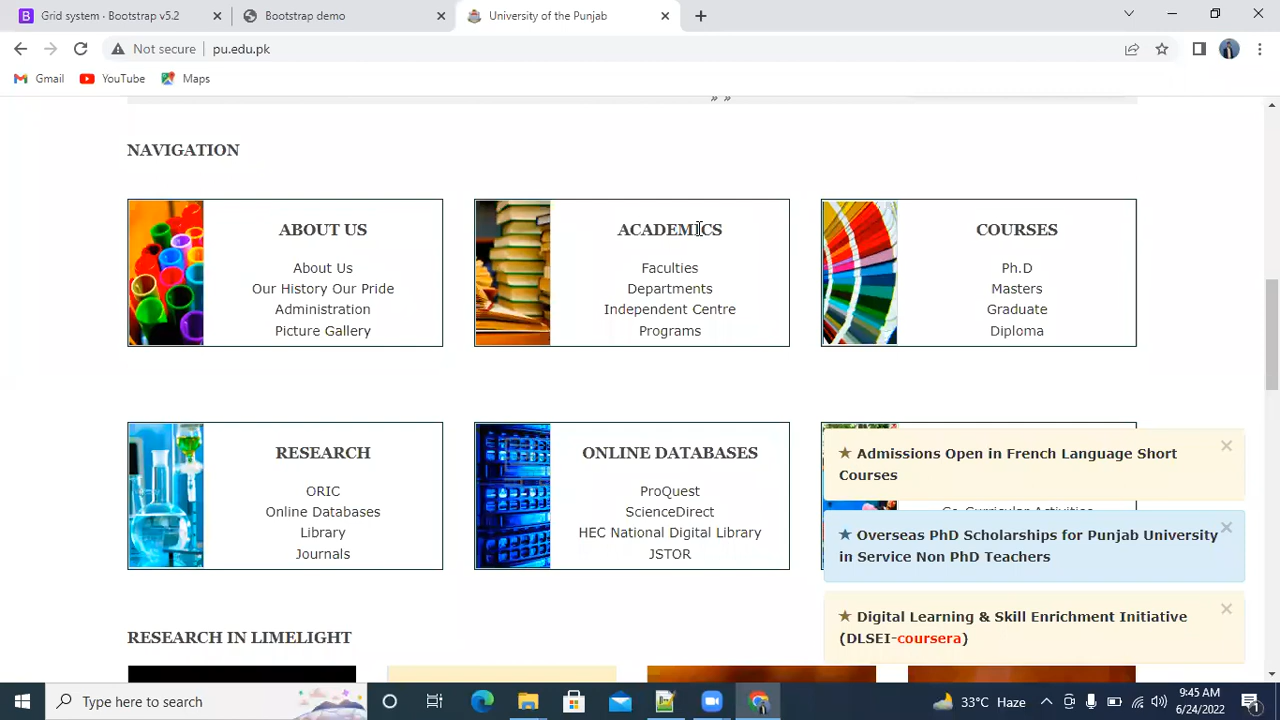 Grid system · Bootstrap v5.2
Bootstrap demo
University of the Punjab
Not secure
pu.edu.pk
Gmail
YouTube
Maps
» »
NAVIGATION
ABOUT US
About Us
Our History Our Pride
Administration
Picture Gallery
ACADEMICS
Faculties
Departments
Independent Centre
Programs
COURSES
Ph.D
Masters
Graduate
Diploma
RESEARCH
ORIC
Online Databases
Library
Journals
ONLINE DATABASES
ProQuest
ScienceDirect
HEC National Digital Library
JSTOR
★ Admissions Open in French Language Short
Courses
★ Overseas PhD Scholarships for Punjab University
in Service Non PhD Teachers
★ Digital Learning & Skill Enrichment Initiative
(DLSEI-coursera)
RESEARCH IN LIMELIGHT
Type here to search
33°C Haze
9:45 AM
6/24/2022
1